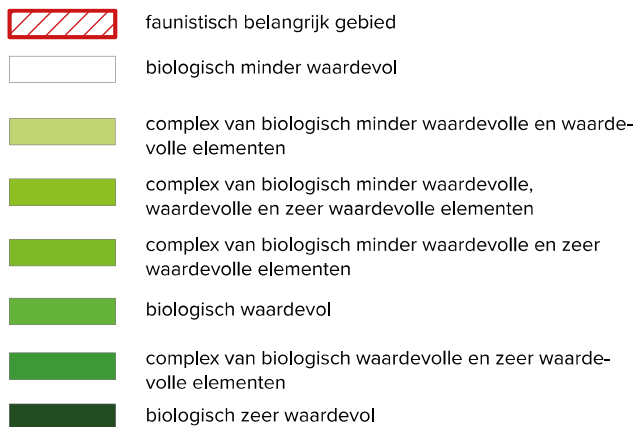 faunistisch belangrijk gebied
biologisch minder waardevol
complex van biologisch minder waardevolle en waarde-
volle elementen
complex van biologisch minder waardevolle,
waardevolle en zeer waardevolle elementen
complex van biologisch minder waardevolle en zeer
waardevolle elementen
biologisch waardevol
complex van biologisch waardevolle en zeer waarde-
volle elementen
biologisch zeer waardevol